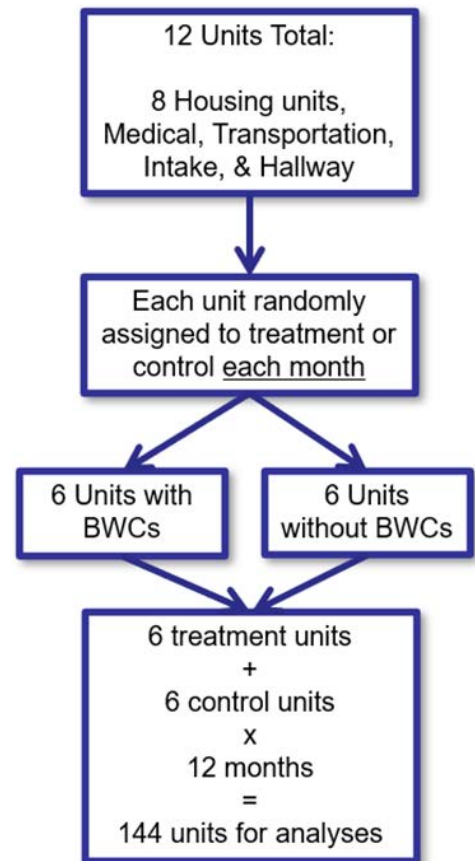 12 Units Total:
8 Housing units,
Medical, Transportation,
Intake, & Hallway
Each unit randomly
assigned to treatment or
control each month
6 Units with
BWCs
6 Units
without BWCs
6 treatment units
+
6 control units
x
12 months
=
144 units for analyses